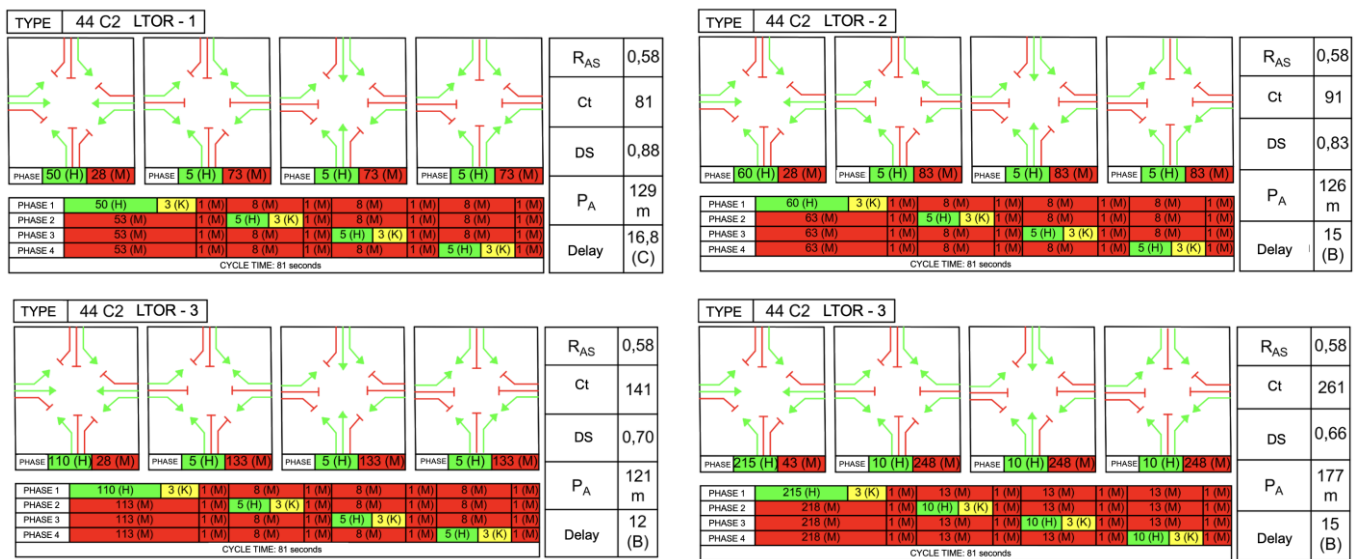 TYPE 44 C2 LTOR - 1
R_AS 0,58
Ct 81
DS 0,88
P_A 129 m
Delay 16,8 (C)
PHASE 50 (H) 28 (M) PHASE 5 (H) 73 (M) PHASE 5 (H) 73 (M) PHASE 5 (H) 73 (M)
PHASE 1 50 (H) 3 (K) 1 (M) 8 (M) 1 (M) 8 (M) 1 (M) 8 (M) 1 (M)
PHASE 2 53 (M) 1 (M) 5 (H) 3 (K) 1 (M) 8 (M) 1 (M) 8 (M) 1 (M)
PHASE 3 53 (M) 1 (M) 8 (M) 1 (M) 5 (H) 3 (K) 1 (M) 8 (M) 1 (M)
PHASE 4 53 (M) 1 (M) 8 (M) 1 (M) 8 (M) 1 (M) 5 (H) 3 (K) 1 (M)
CYCLE TIME: 81 seconds
TYPE 44 C2 LTOR - 2
R_AS 0,58
Ct 91
DS 0,83
P_A 126 m
Delay 15 (B)
PHASE 60 (H) 28 (M) PHASE 5 (H) 83 (M) PHASE 5 (H) 83 (M) PHASE 5 (H) 83 (M)
PHASE 1 60 (H) 3 (K) 1 (M) 8 (M) 1 (M) 8 (M) 1 (M) 8 (M) 1 (M)
PHASE 2 63 (M) 1 (M) 5 (H) 3 (K) 1 (M) 8 (M) 1 (M) 8 (M) 1 (M)
PHASE 3 63 (M) 1 (M) 8 (M) 1 (M) 5 (H) 3 (K) 1 (M) 8 (M) 1 (M)
PHASE 4 63 (M) 1 (M) 8 (M) 1 (M) 8 (M) 1 (M) 5 (H) 3 (K) 1 (M)
CYCLE TIME: 81 seconds
TYPE 44 C2 LTOR - 3
R_AS 0,58
Ct 141
DS 0,70
P_A 121 m
Delay 12 (B)
PHASE 110 (H) 28 (M) PHASE 5 (H) 133 (M) PHASE 5 (H) 133 (M) PHASE 5 (H) 133 (M)
PHASE 1 110 (H) 3 (K) 1 (M) 8 (M) 1 (M) 8 (M) 1 (M) 8 (M) 1 (M)
PHASE 2 113 (M) 1 (M) 5 (H) 3 (K) 1 (M) 8 (M) 1 (M) 8 (M) 1 (M)
PHASE 3 113 (M) 1 (M) 8 (M) 1 (M) 5 (H) 3 (K) 1 (M) 8 (M) 1 (M)
PHASE 4 113 (M) 1 (M) 8 (M) 1 (M) 8 (M) 1 (M) 5 (H) 3 (K) 1 (M)
CYCLE TIME: 81 seconds
TYPE 44 C2 LTOR - 3
R_AS 0,58
Ct 261
DS 0,66
P_A 177 m
Delay 15 (B)
PHASE 215 (H) 43 (M) PHASE 10 (H) 248 (M) PHASE 10 (H) 248 (M) PHASE 10 (H) 248 (M)
PHASE 1 215 (H) 3 (K) 1 (M) 13 (M) 1 (M) 13 (M) 1 (M) 13 (M) 1 (M)
PHASE 2 218 (M) 1 (M) 10 (H) 3 (K) 1 (M) 13 (M) 1 (M) 13 (M) 1 (M)
PHASE 3 218 (M) 1 (M) 13 (M) 1 (M) 10 (H) 3 (K) 1 (M) 13 (M) 1 (M)
PHASE 4 218 (M) 1 (M) 13 (M) 1 (M) 13 (M) 1 (M) 10 (H) 3 (K) 1 (M)
CYCLE TIME: 81 seconds